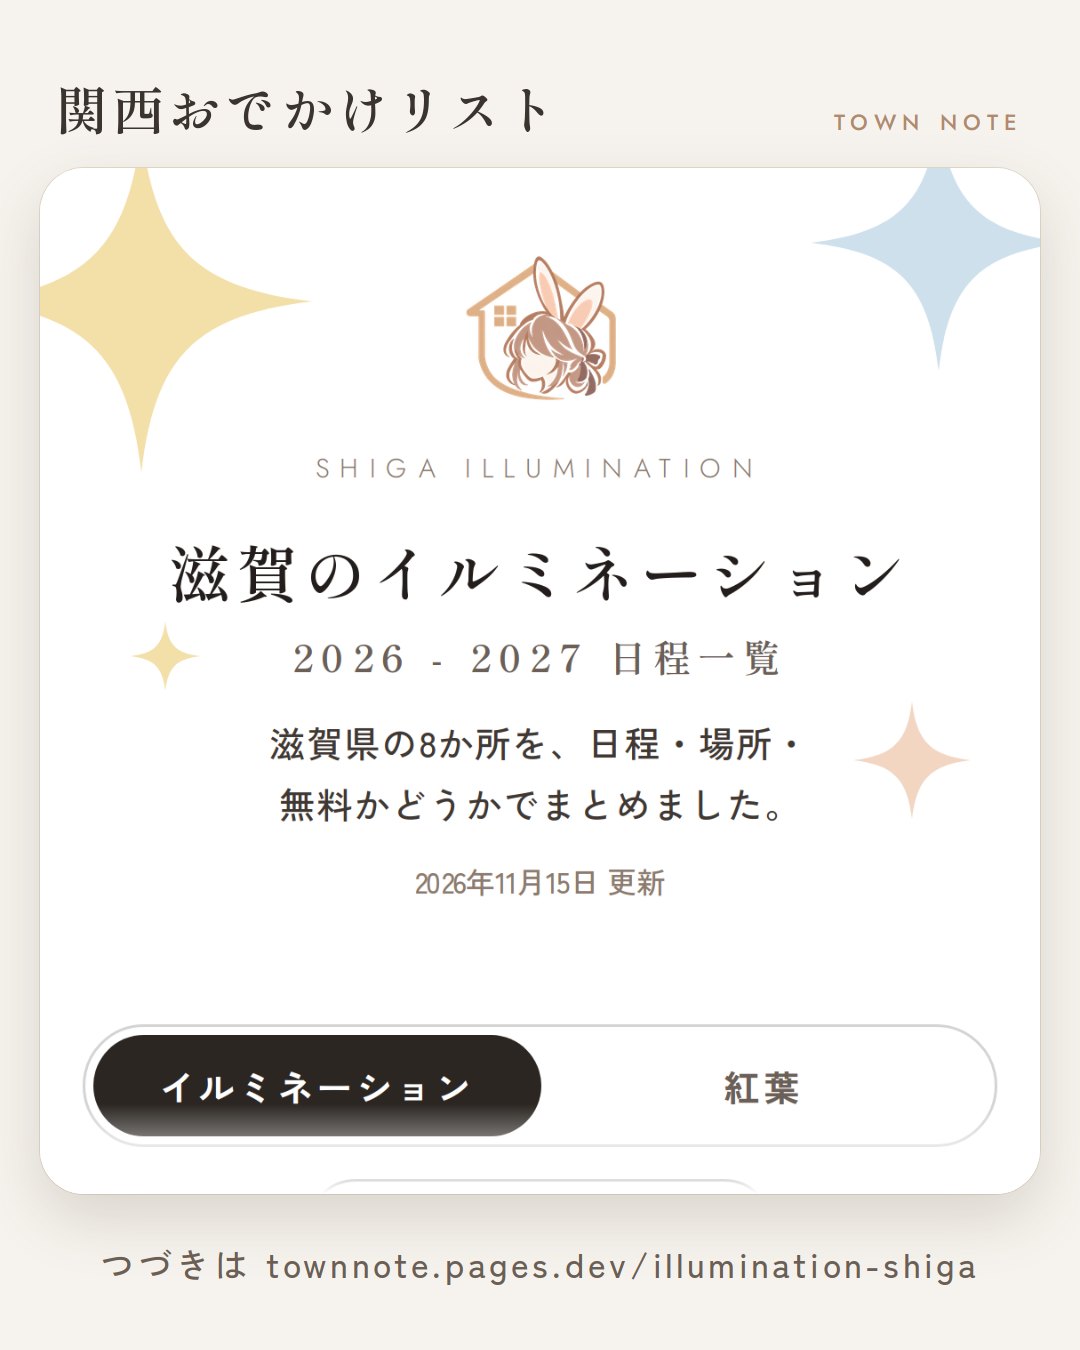 関西おでかけリスト
TOWN NOTE
SHIGA ILLUMINATION
滋賀のイルミネーション
2026 - 2027 日程一覧
滋賀県の8か所を、日程・場所・
無料かどうかでまとめました。
2026年11月15日 更新
イルミネーション
紅葉
つづきは townnote.pages.dev/illumination-shiga